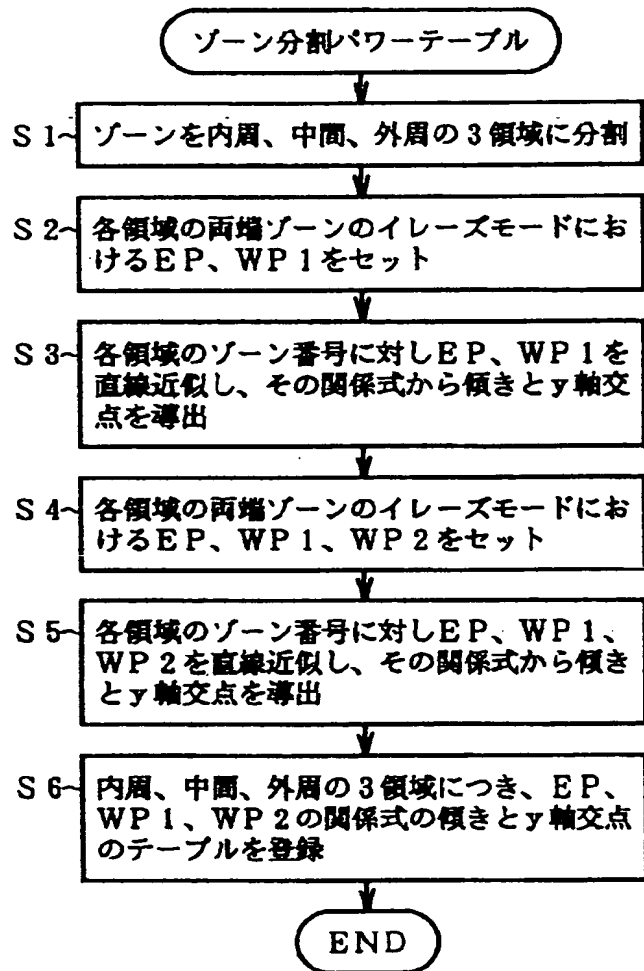 ゾーン分割パワーテーブル
S1~ ゾーンを内周、中間、外周の3領域に分割
S2~ 各領域の両端ゾーンのイレーズモードにお
けるEP、WP1をセット
S3~ 各領域のゾーン番号に対しEP、WP1を
直線近似し、その関係式から傾きとy軸交
点を導出
S4~ 各領域の両端ゾーンのイレーズモードにお
けるEP、WP1、WP2をセット
S5~ 各領域のゾーン番号に対しEP、WP1、
WP2を直線近似し、その関係式から傾き
とy軸交点を導出
S6~ 内周、中間、外周の3領域につき、EP、
WP1、WP2の関係式の傾きとy軸交点
のテーブルを登録
END